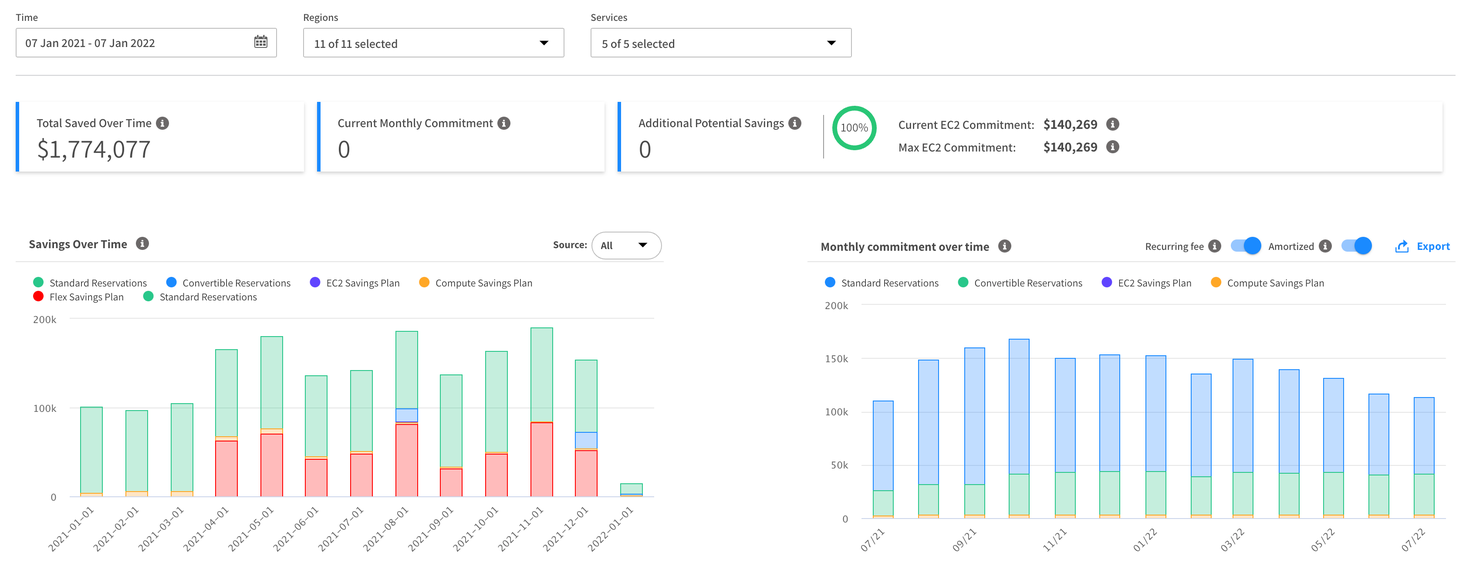 Time
Regions
Services
07 Jan 2021 - 07 Jan 2022
11 of 11 selected
5 of 5 selected
Total Saved Over Time
$1,774,077
Current Monthly Commitment
0
Additional Potential Savings
0
100%
Current EC2 Commitment: $140,269
Max EC2 Commitment: $140,269
Savings Over Time
Source: All
Standard Reservations Convertible Reservations EC2 Savings Plan Compute Savings Plan
Flex Savings Plan Standard Reservations
200k
100k
0
2021-01-01 2021-02-01 2021-03-01 2021-04-01 2021-05-01 2021-06-01 2021-07-01 2021-08-01 2021-09-01 2021-10-01 2021-11-01 2021-12-01 2022-01-01
Monthly commitment over time
Recurring fee Amortized Export
Standard Reservations Convertible Reservations EC2 Savings Plan Compute Savings Plan
200k
150k
100k
50k
0
07/21 09/21 11/21 01/22 03/22 05/22 07/22